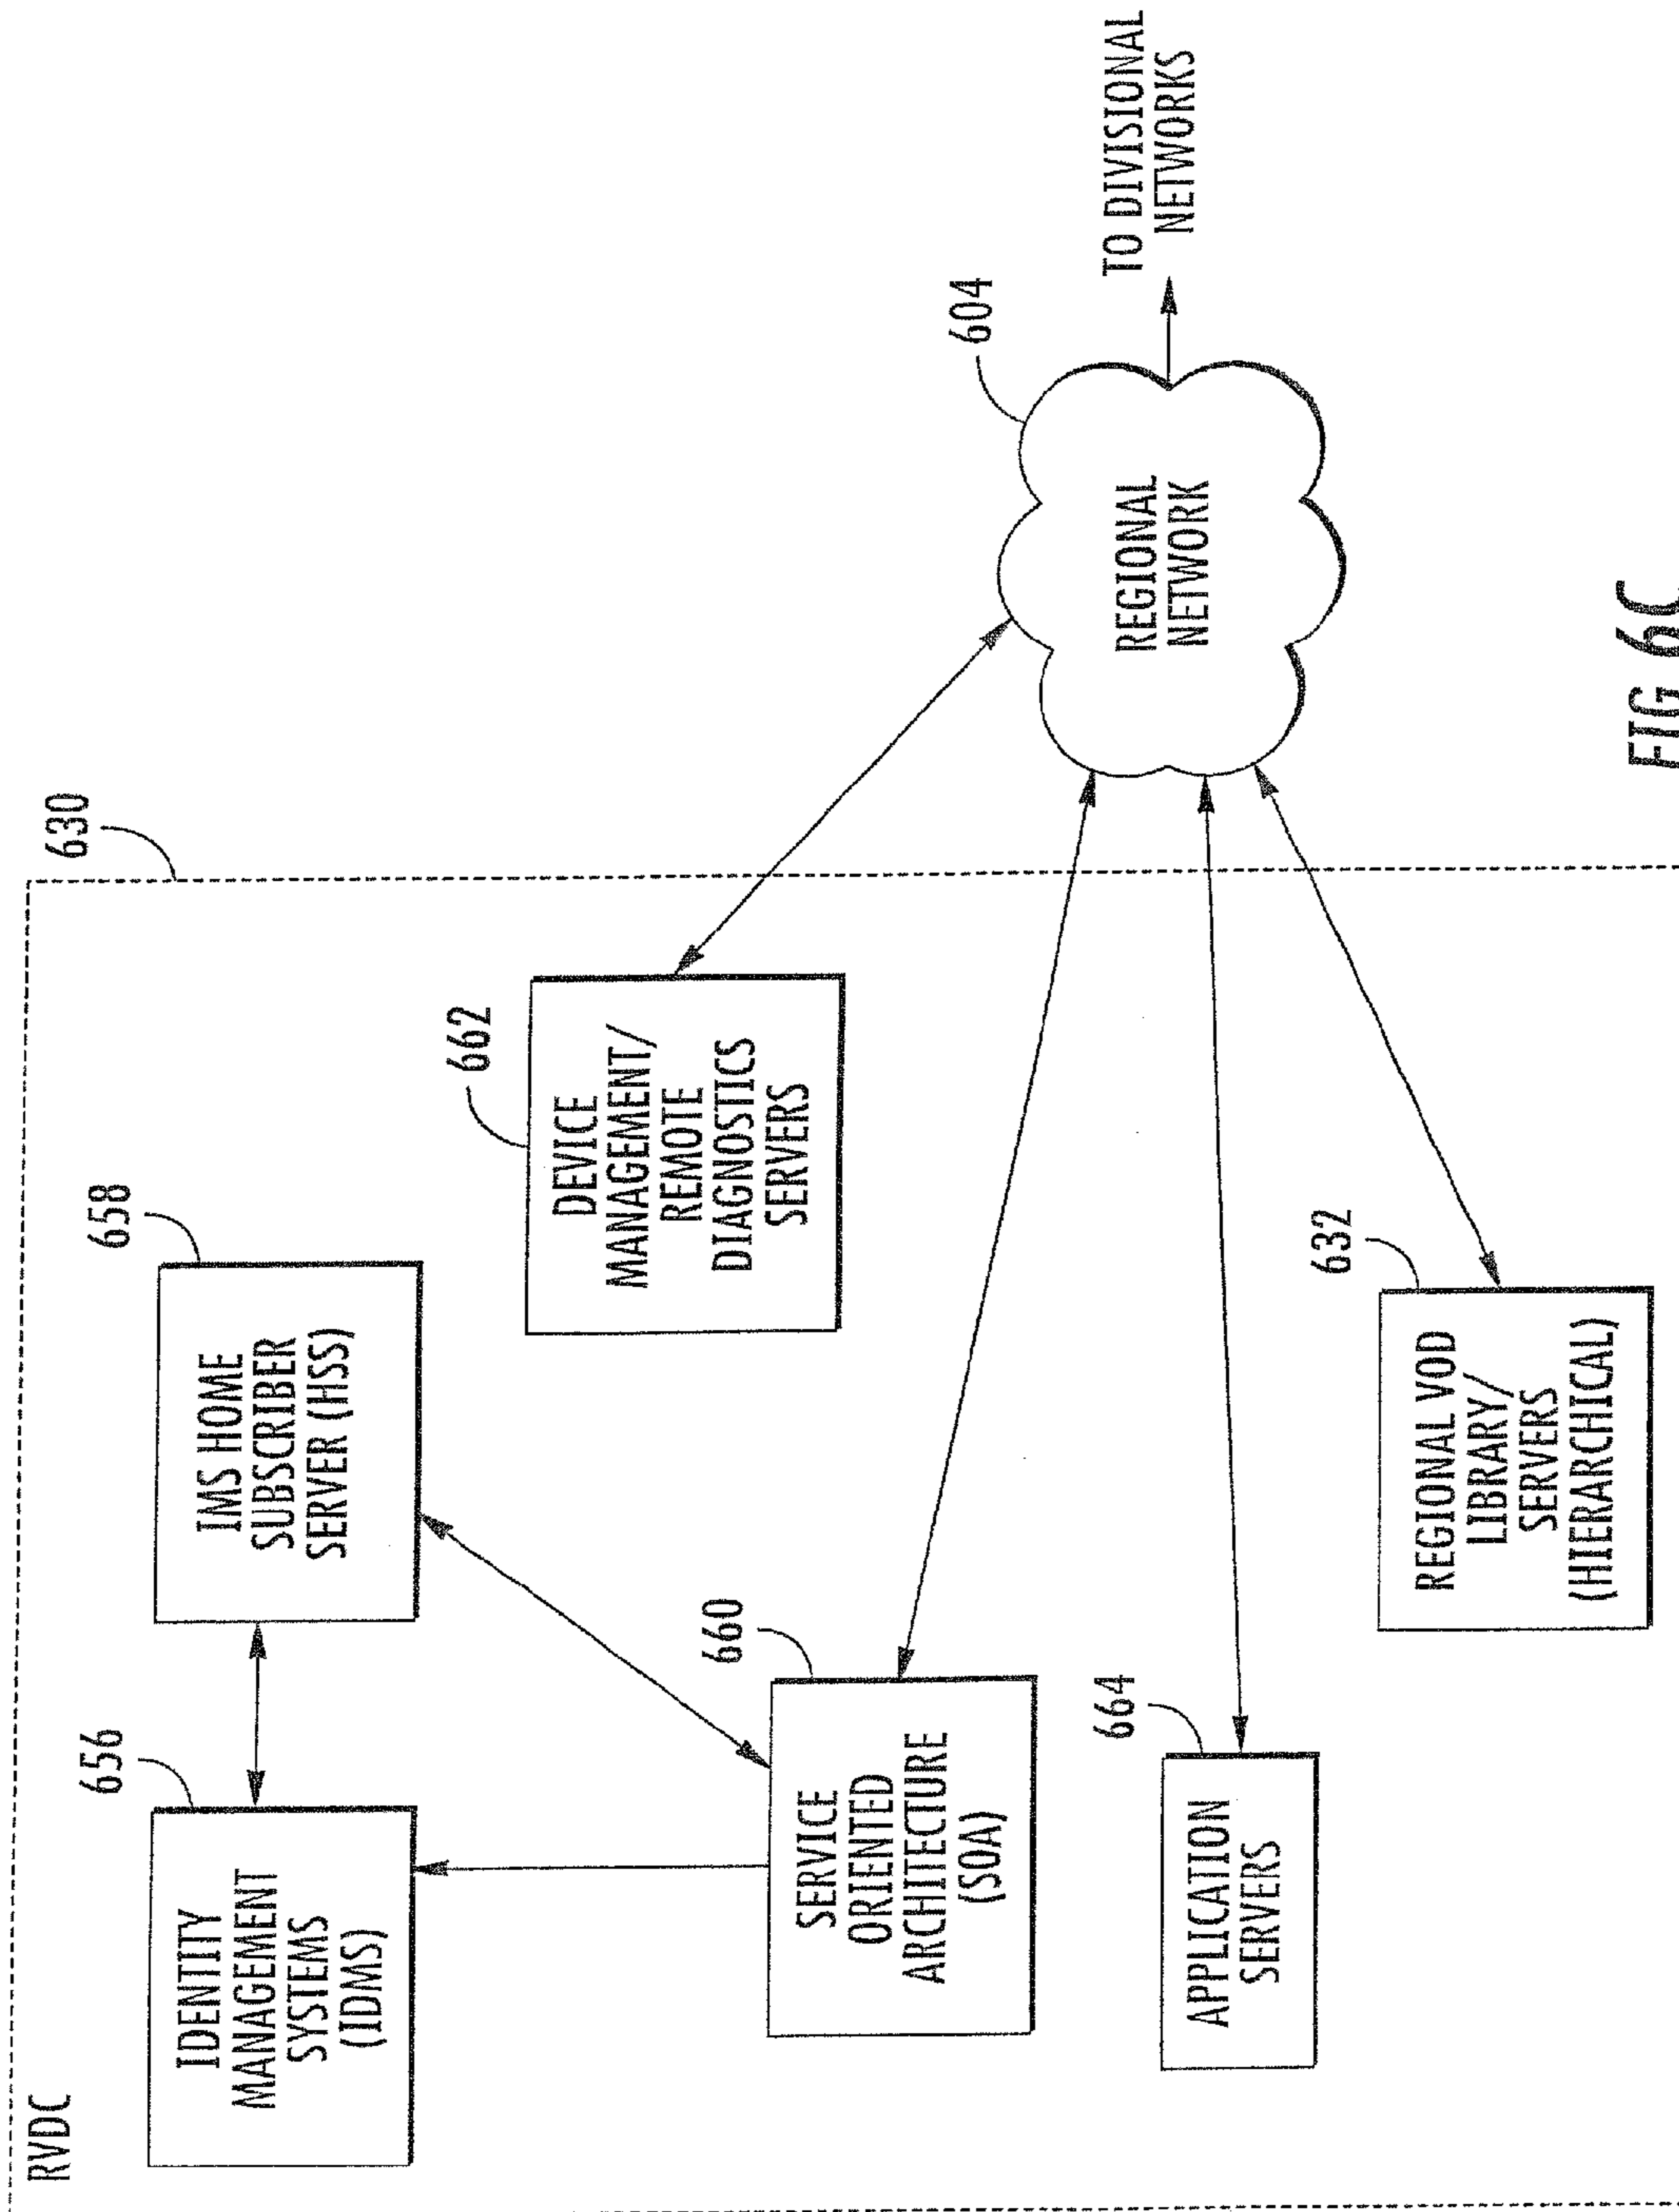 RVDC
630
656
IDENTITY
MANAGEMENT
SYSTEMS
(IDMS)
658
IMS HOME
SUBSCRIBER
SERVER (HSS)
662
DEVICE
MANAGEMENT/
REMOTE
DIAGNOSTICS
SERVERS
660
SERVICE
ORIENTED
ARCHITECTURE
(SOA)
664
APPLICATION
SERVERS
632
REGIONAL VOD
LIBRARY/
SERVERS
(HIERARCHICAL)
604
REGIONAL
NETWORK
TO DIVISIONAL
NETWORKS
FIG 6C